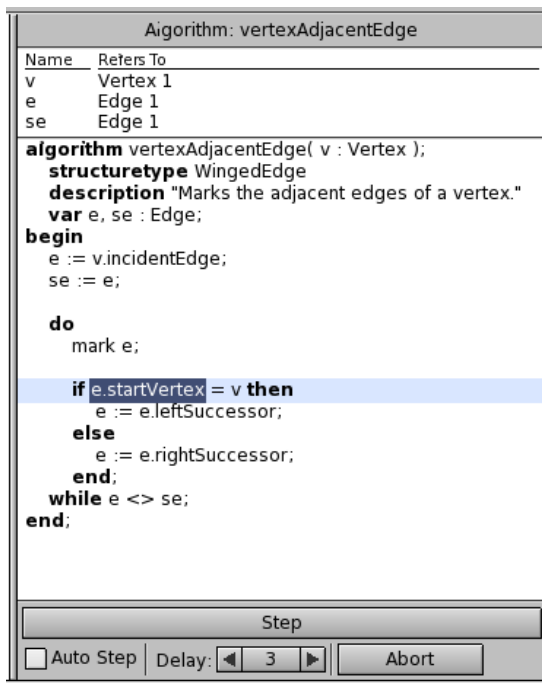 Algorithm: vertexAdjacentEdge
Name Refers To
v Vertex 1
e Edge 1
se Edge 1
algorithm vertexAdjacentEdge( v : Vertex );
structuretype WingedEdge
description "Marks the adjacent edges of a vertex."
var e, se : Edge;
begin
e := v.incidentEdge;
se := e;
do
mark e;
if e.startVertex = v then
e := e.leftSuccessor;
else
e := e.rightSuccessor;
end;
while e <> se;
end;
Step
Auto Step Delay: 3 Abort